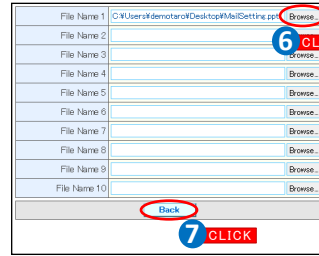 File Name 1 C:¥Users¥demotaro¥Desktop¥MailSetting.ppt Browse...
6 CL
File Name 2
File Name 3 Browse...
File Name 4 Browse...
File Name 5 Browse...
File Name 6 Browse...
File Name 7 Browse...
File Name 8 Browse...
File Name 9 Browse...
File Name 10 Browse...
Back
7 CLICK